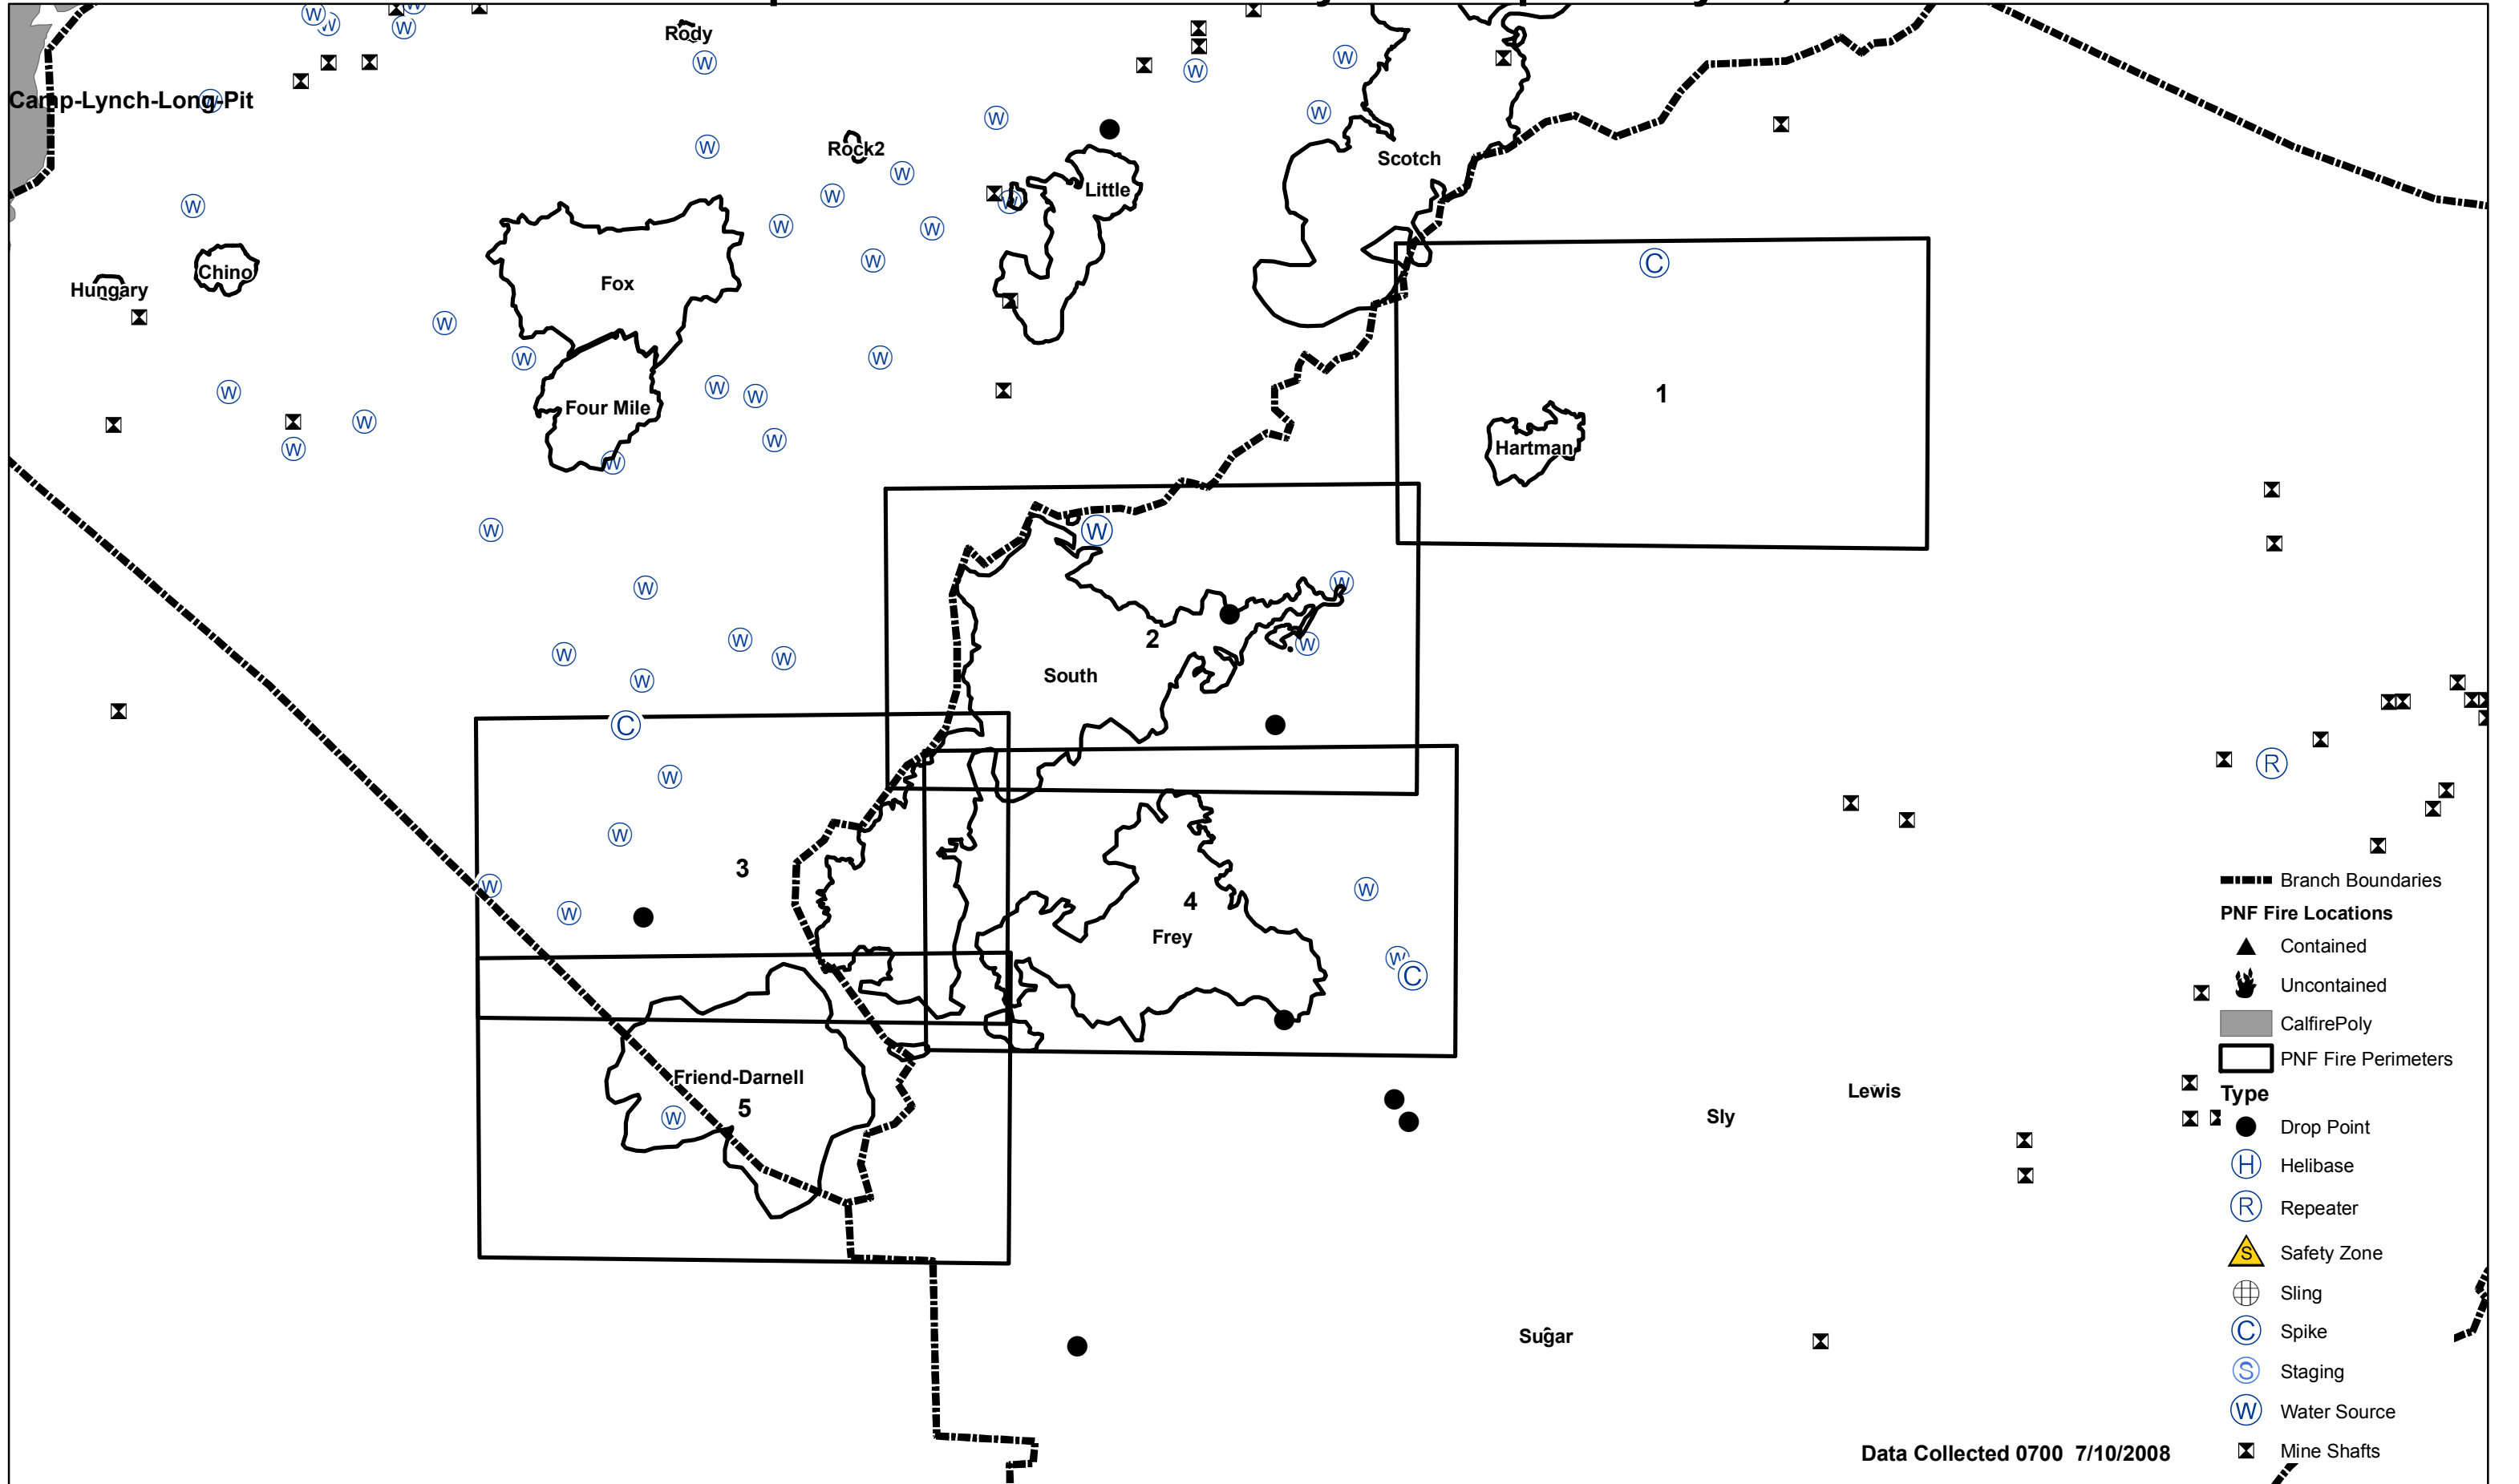 Rody
Camp-Lynch-Long-Pit
Rock2
Scotch
Little
Chino
Hungary
Fox
1
Four Mile
Hartman
2
South
3
4
Frey
Friend-Darnell
5
Lewis
Sly
Sugar
Branch Boundaries
PNF Fire Locations
Contained
Uncontained
CalfirePoly
PNF Fire Perimeters
Type
Drop Point
H Helibase
R Repeater
S Safety Zone
Sling
C Spike
S Staging
W Water Source
Mine Shafts
Data Collected 0700 7/10/2008